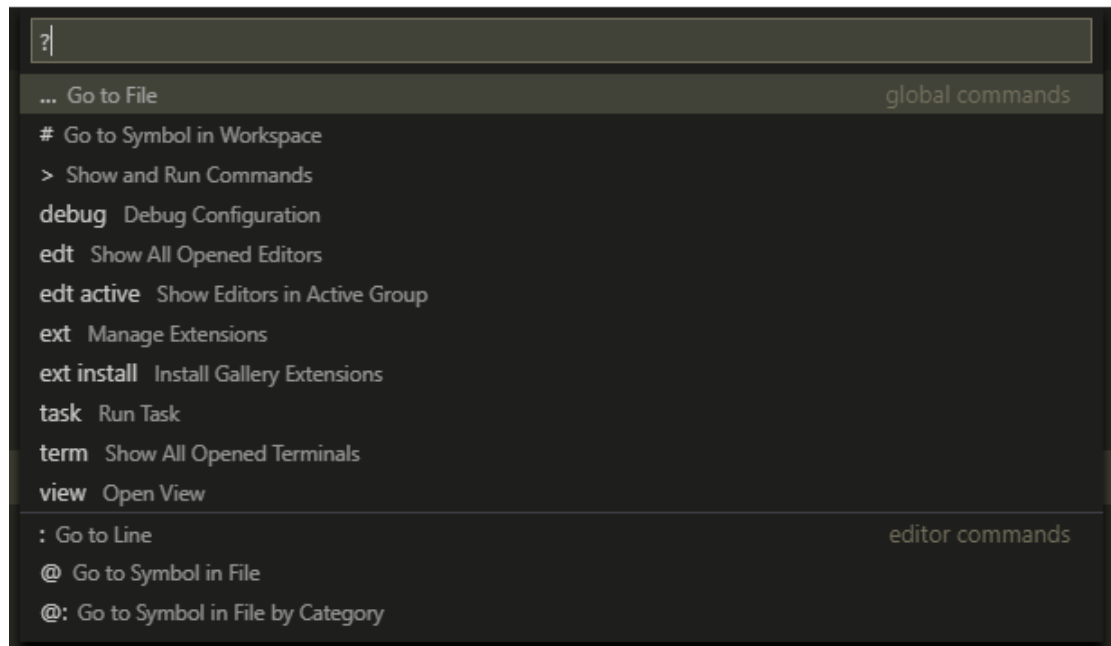 ?
... Go to File global commands
# Go to Symbol in Workspace
> Show and Run Commands
debug Debug Configuration
edt Show All Opened Editors
edt active Show Editors in Active Group
ext Manage Extensions
ext install Install Gallery Extensions
task Run Task
term Show All Opened Terminals
view Open View
: Go to Line editor commands
@ Go to Symbol in File
@: Go to Symbol in File by Category